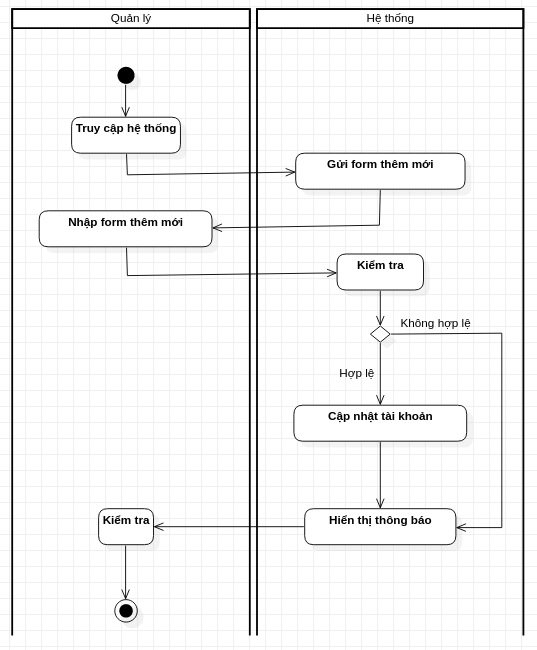 Quản lý
Hệ thống
Truy cập hệ thống
Gửi form thêm mới
Nhập form thêm mới
Kiểm tra
Không hợp lệ
Hợp lệ
Cập nhật tài khoản
Kiểm tra
Hiển thị thông báo